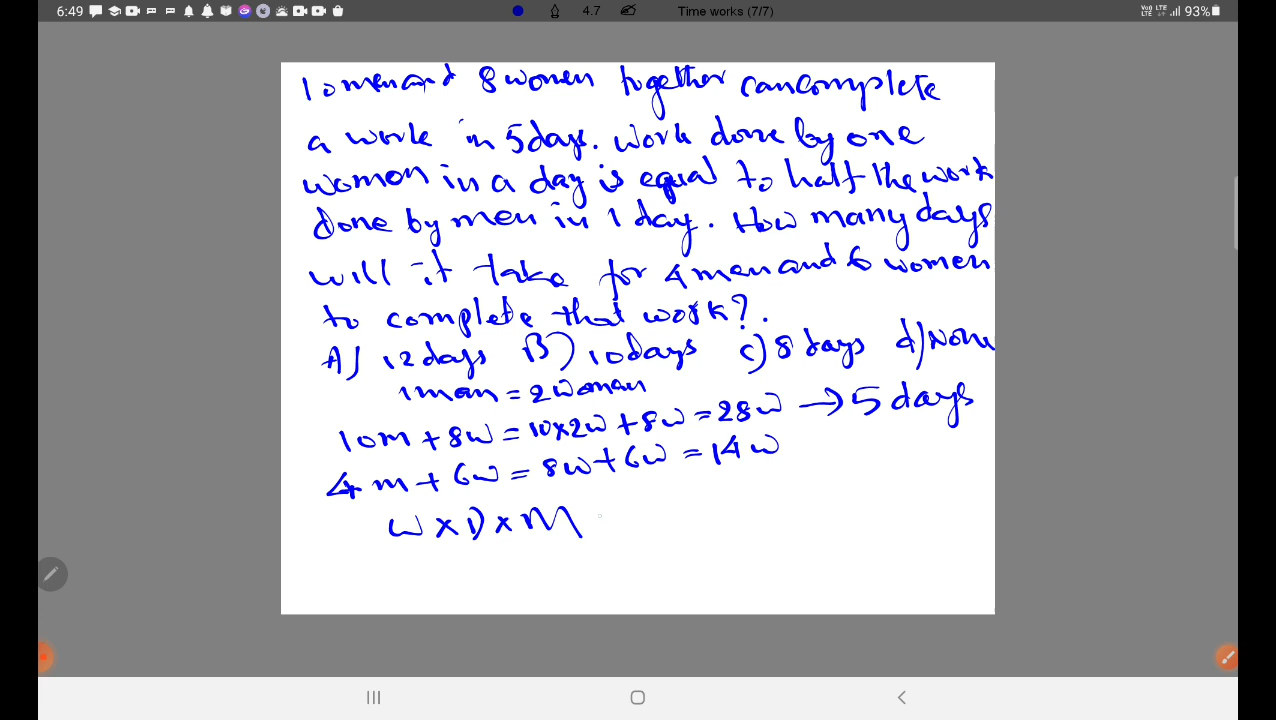 6:49 4.7 Time works (7/7) 93%
10 men and 8 women together can complete
a work in 5 days. Work done by one
women in a day is equal to half the work
done by men in 1 day. How many days
will it take for 4 men and 6 women
to complete that work?.
A) 12 days B) 10 days c) 8 days d) None
1 man = 2 woman
10m + 8w = 10x2w + 8w = 28w → 5 days
4m + 6w = 8w + 6w = 14w
W x D x M